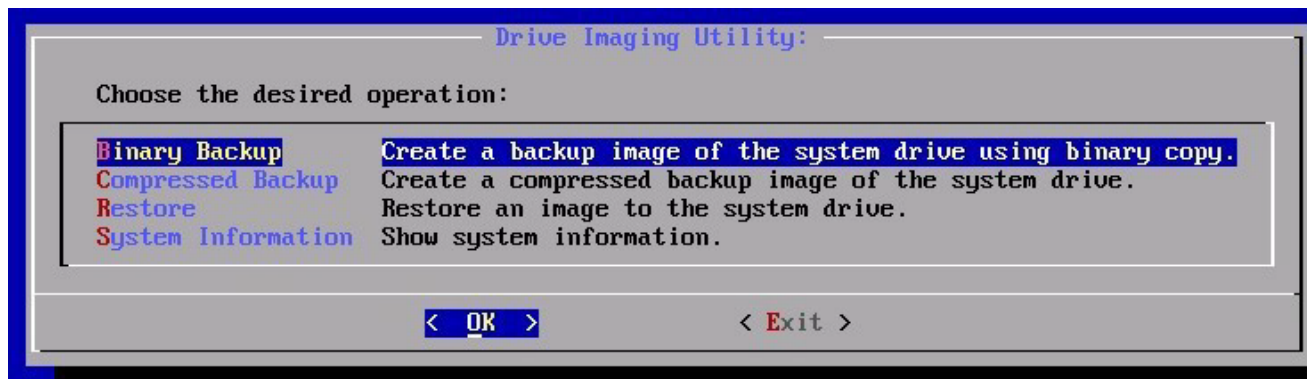 Drive Imaging Utility:
Choose the desired operation:
Binary Backup Create a backup image of the system drive using binary copy.
Compressed Backup Create a compressed backup image of the system drive.
Restore Restore an image to the system drive.
System Information Show system information.
< OK > < Exit >